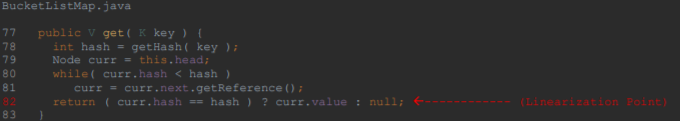 BucketListMap.java
77 public V get( K key ) {
78 int hash = getHash( key );
79 Node curr = this.head;
80 while( curr.hash < hash )
81 curr = curr.next.getReference();
82 return ( curr.hash == hash ) ? curr.value : null; <------------ (Linearization Point)
83 }